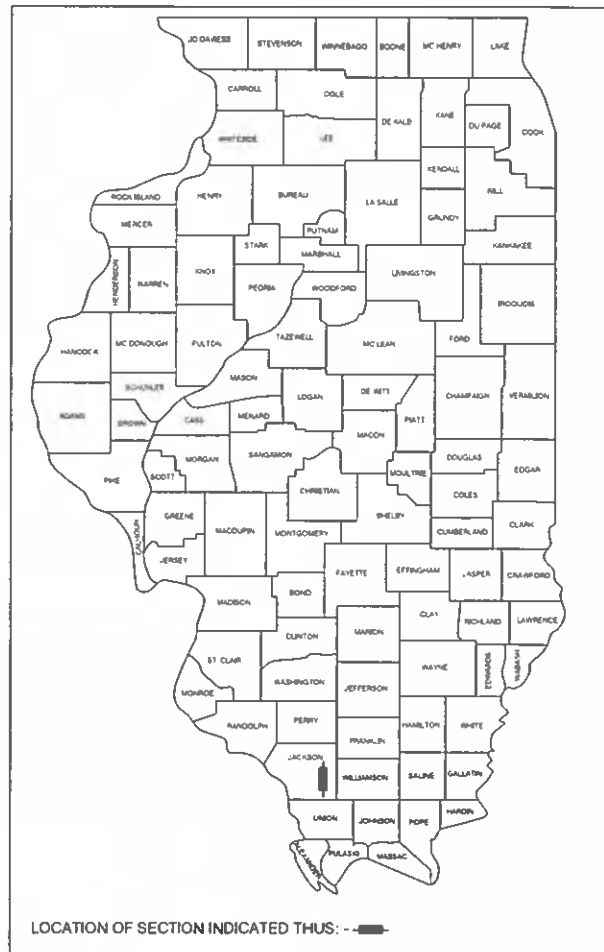 JO DAVIESS
STEVENSON
WINNEBAGO
BOONE
MC HENRY
LAKE
CARROLL
OGLE
DE KALB
KANE
DU PAGE
COOK
WHITESIDE
LEE
KENDALL
WILL
ROCK ISLAND
HENRY
BUREAU
LA SALLE
GRUNDY
MERCER
PUTNAM
STARK
MARSHALL
KANKAKEE
HENDERSON
WARREN
KNOX
PEORIA
WOODFORD
LIVINGSTON
IROQUOIS
HANCOCK
MC DONOUGH
FULTON
TAZEWELL
MC LEAN
FORD
MASON
SCHUYLER
LOGAN
DE WITT
CHAMPAIGN
VERMILION
ADAMS
BROWN
CASS
MENARD
PIATT
MACON
PIKE
SCOTT
MORGAN
SANGAMON
MOULTRIE
DOUGLAS
EDGAR
CHRISTIAN
COLES
CALHOUN
GREENE
MACOUPIN
MONTGOMERY
SHELBY
CUMBERLAND
CLARK
JERSEY
FAYETTE
EFFINGHAM
JASPER
CRAWFORD
MADISON
BOND
CLAY
RICHLAND
LAWRENCE
CLINTON
MARION
ST CLAIR
WAYNE
EDWARDS
WABASH
WASHINGTON
JEFFERSON
MONROE
RANDOLPH
PERRY
HAMILTON
WHITE
FRANKLIN
JACKSON
WILLIAMSON
SALINE
GALLATIN
UNION
JOHNSON
POPE
HARDIN
ALEXANDER
PULASKI
MASSAC
LOCATION OF SECTION INDICATED THUS: